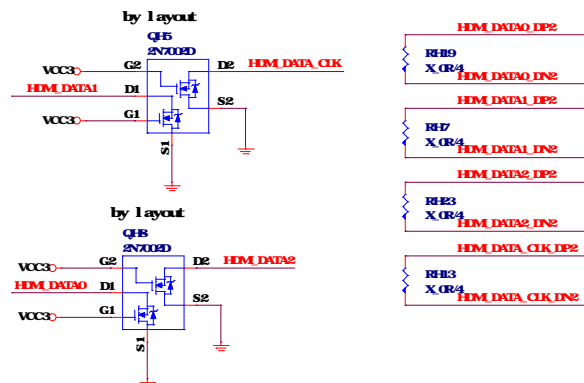 by layout
QH5
2N7002D
VCC3
G2
D2
HDM_DATA_CLK
HDM_DATA1
D1
S2
VCC3
G1
S1
by layout
QH8
2N7002D
VCC3
G2
D2
HDM_DATA2
HDM_DATA0
D1
S2
VCC3
G1
S1
HDM_DATA0_DP2
RH19
X_0R/4
HDM_DATA0_DN2
HDM_DATA1_DP2
RH7
X_0R/4
HDM_DATA1_DN2
HDM_DATA2_DP2
RH23
X_0R/4
HDM_DATA2_DN2
HDM_DATA_CLK_DP2
RH13
X_0R/4
HDM_DATA_CLK_DN2